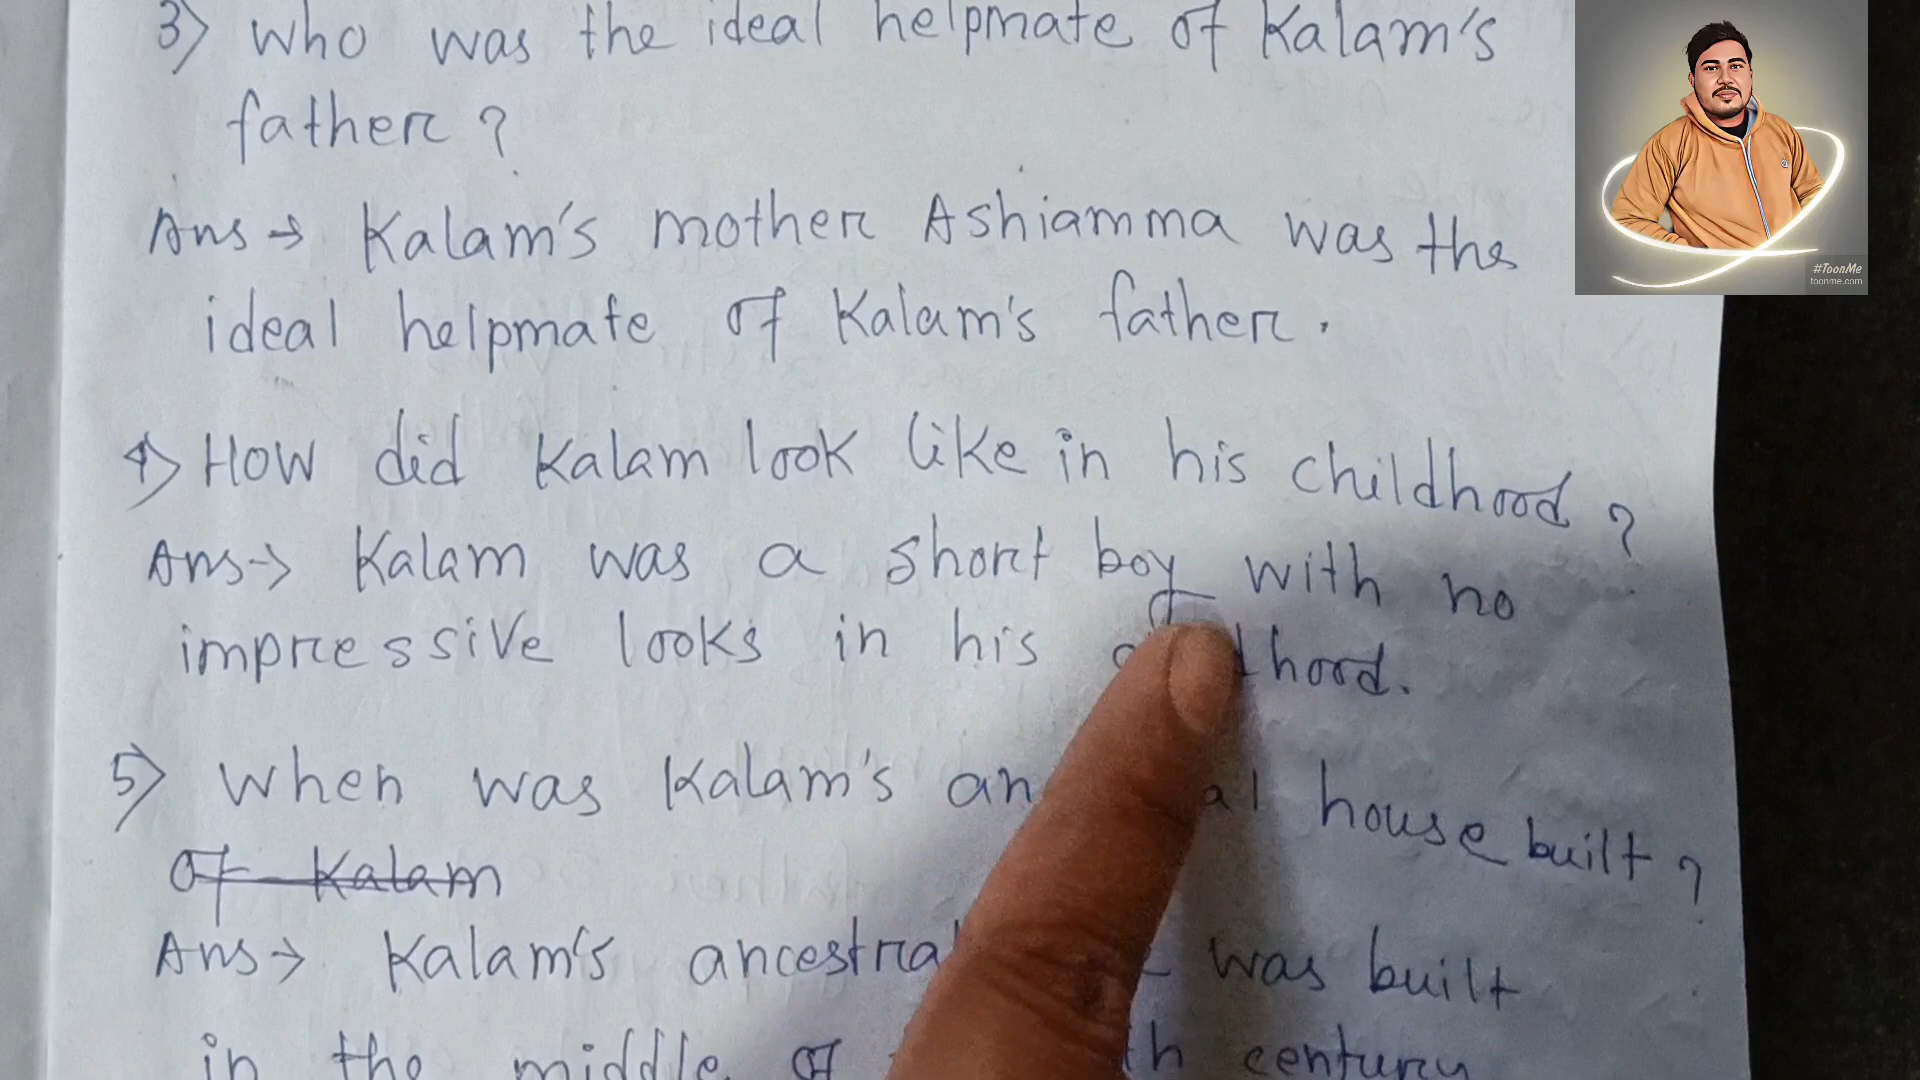 3) Who was the ideal helpmate of Kalam's
father?
Ans → Kalam's mother Ashiamma was the
ideal helpmate of Kalam's father.
4) How did Kalam look like in his childhood?
Ans → Kalam was a short boy with no
impressive looks in his
5) When was Kalam's house built?
Of Kalam
Ans → Kalam's was built
in the middle of century
#ToonMe
toonme.com